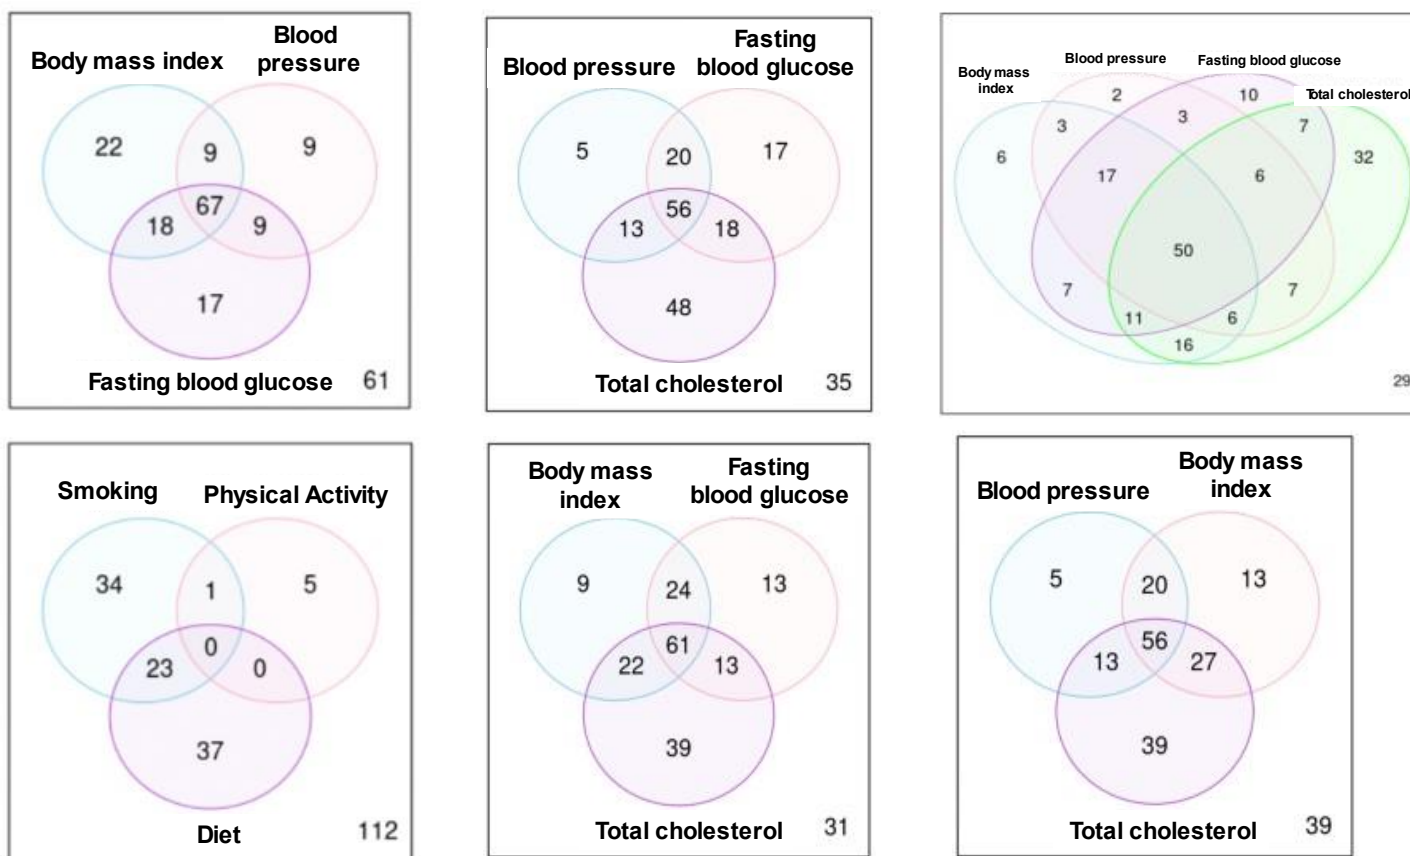 Body mass index
Blood
pressure
22
9
9
67
18
9
17
Fasting blood glucose
61
Blood pressure
Fasting
blood glucose
5
20
17
56
13
18
48
Total cholesterol
35
Body mass
index
Blood pressure
Fasting blood glucose
Total cholesterol
2
10
3
3
7
6
32
17
6
50
7
7
11
6
16
29
Smoking
Physical Activity
34
1
5
0
23
0
37
Diet
112
Body mass
index
Fasting
blood glucose
9
24
13
61
22
13
39
Total cholesterol
31
Blood pressure
Body mass
index
5
20
13
56
13
27
39
Total cholesterol
39